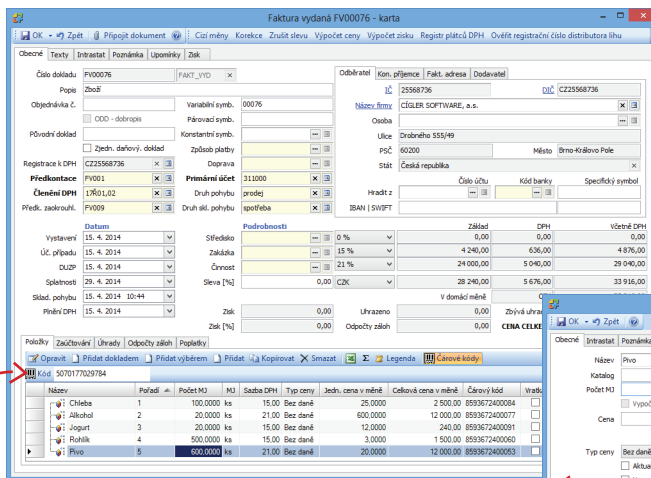 Faktura vydaná FV00076 - karta
OK Zpět Připojit dokument Cizí měny Korekce Zrušit slevu Výpočet ceny Výpočet zisku Registr plátců DPH Ověřit registrační číslo distributora lihu
Obecné Texty Intrastat Poznámka Upomínky Zisk
Číslo dokladu FV00076 FAKT_VYD
Popis Zboží
Objednávka č. Variabilní symb. 00076
ODD - dobropis Párovací symb.
Původní doklad Konstantní symb.
Zjedn. daňový. doklad Způsob platby
Registrace k DPH CZ25568736 Doprava
Předkontace FV001 Primární účet 311000
Členění DPH 17Ř01,02 Druh pohybu prodej
Předk. zaokrouhl. FV009 Druh skl. pohybu spotřeba
Odběratel Kon. příjemce Fakt. adresa Dodavatel
IČ 25568736 DIČ CZ25568736
Název firmy CÍGLER SOFTWARE, a.s.
Osoba
Ulice Drobného 555/49
PSČ 60200 Město Brno-Královo Pole
Stát Česká republika
Číslo účtu Kód banky Specifický symbol
Hradit z
IBAN | SWIFT
Datum Podrobnosti Základ DPH Včetně DPH
Vystavení 15. 4. 2014 Středisko 0 % 0,00 0,00 0,00
Úč. případu 15. 4. 2014 Zakázka 15 % 4 240,00 636,00 4 876,00
DUZP 15. 4. 2014 Činnost 21 % 24 000,00 5 040,00 29 040,00
Splatnosti 29. 4. 2014 Sleva [%] 0,00 CZK 28 240,00 5 676,00 33 916,00
Sklad. pohybu 15. 4. 2014 10:44 V domácí měně
Plnění DPH 15. 4. 2014 Zisk 0,00 Uhrazeno 0,00 Zbývá uhra
Zisk [%] 0,00 Odpočty záloh 0,00 CENA CELKE
Položky Zaúčtování Úhrady Odpočty záloh Poplatky
Opravit Přidat dokladem Přidat výběrem Přidat Kopírovat Smazat Σ Legenda Čárové kódy
Kód 5070177029784
Název Pořadí Počet MJ MJ Sazba DPH Typ ceny Jedn. cena v měně Celková cena v měně Čárový kód Vratk
Chleba 1 100,0000 ks 15,00 Bez daně 25,0000 2 500,00 8593672400084
Alkohol 2 20,0000 ks 21,00 Bez daně 600,0000 12 000,00 8593672400077
Jogurt 3 20,0000 ks 15,00 Bez daně 12,0000 240,00 8593672400091
Rohlík 4 500,0000 ks 15,00 Bez daně 3,0000 1 500,00 8593672400060
Pivo 5 600,0000 ks 21,00 Bez daně 20,0000 12 000,00 8593672400053
OK Zpět
Obecné Intrastat Poznámka
Název Pivo
Katalog
Počet MJ
Vypoč
Cena
Typ ceny Bez daně
Aktua